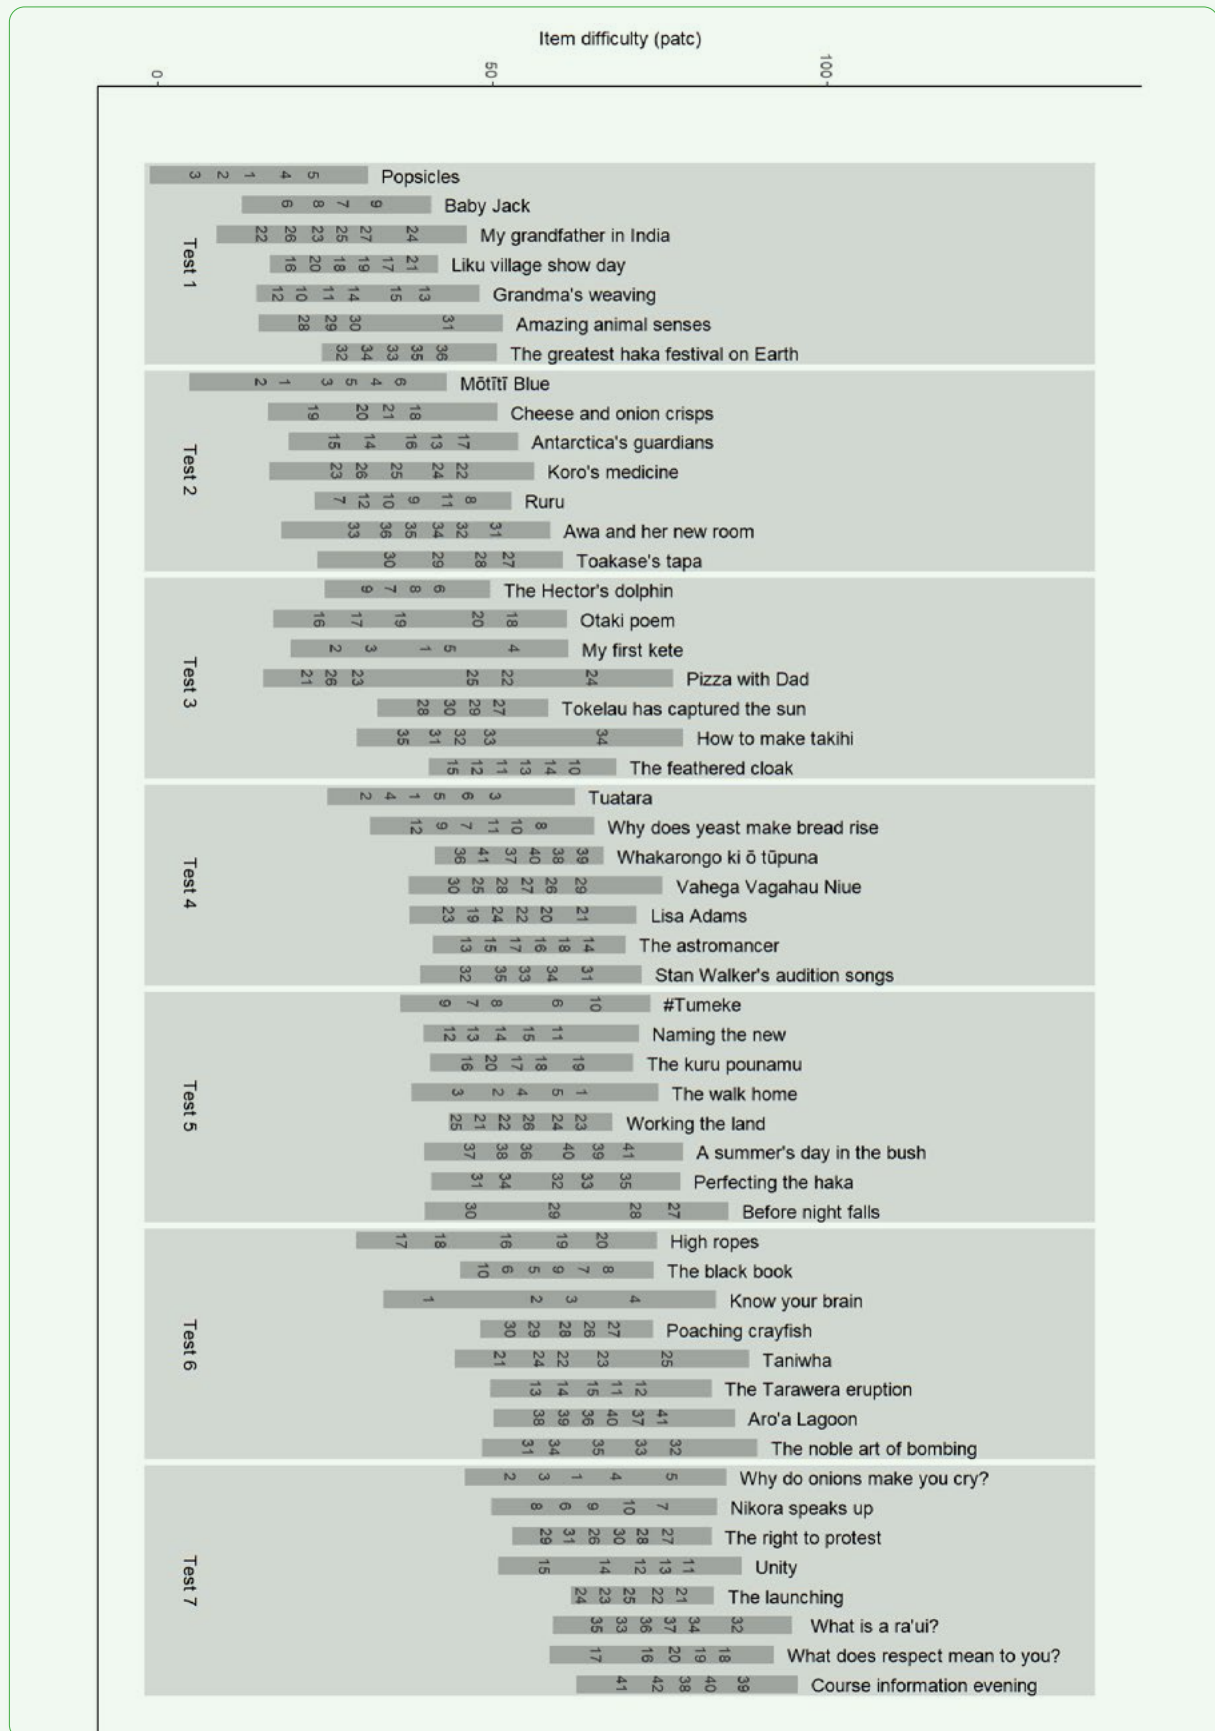 Item difficulty (patc)
0 50 100
Test 1
3 2 1 4 5 Popsicles
6 8 7 9 Baby Jack
22 26 23 25 27 24 My grandfather in India
16 20 18 19 17 21 Liku village show day
12 10 11 14 15 13 Grandma's weaving
28 29 30 31 Amazing animal senses
32 34 33 35 36 The greatest haka festival on Earth
Test 2
2 1 3 5 4 6 Mōtītī Blue
19 20 21 18 Cheese and onion crisps
15 14 16 13 17 Antarctica's guardians
23 26 25 24 22 Koro's medicine
7 12 10 9 11 8 Ruru
33 36 35 34 32 31 Awa and her new room
30 29 28 27 Toakase's tapa
Test 3
9 7 8 6 The Hector's dolphin
16 17 19 20 18 Otaki poem
2 3 1 5 4 My first kete
21 26 23 25 22 24 Pizza with Dad
28 30 29 27 Tokelau has captured the sun
35 31 32 33 34 How to make takihi
15 12 11 13 14 10 The feathered cloak
Test 4
2 4 1 5 6 3 Tuatara
12 9 7 11 10 8 Why does yeast make bread rise
36 41 37 40 38 39 Whakarongo ki ō tūpuna
30 25 28 27 26 29 Vahega Vagahau Niue
23 19 24 22 20 21 Lisa Adams
13 15 17 16 18 14 The astromancer
32 35 33 34 31 Stan Walker's audition songs
Test 5
9 7 8 6 10 #Tumeke
12 13 14 15 11 Naming the new
16 20 17 18 19 The kuru pounamu
3 2 4 5 1 The walk home
25 21 22 26 24 23 Working the land
37 38 36 40 39 41 A summer's day in the bush
31 34 32 33 35 Perfecting the haka
30 29 28 27 Before night falls
Test 6
17 18 16 19 20 High ropes
10 6 5 9 7 8 The black book
1 2 3 4 Know your brain
30 29 28 26 27 Poaching crayfish
21 24 22 23 25 Taniwha
13 14 15 11 12 The Tarawera eruption
38 39 36 40 37 41 Aro'a Lagoon
31 34 35 33 32 The noble art of bombing
Test 7
2 3 1 4 5 Why do onions make you cry?
8 6 9 10 7 Nikora speaks up
29 31 26 30 28 27 The right to protest
15 14 12 13 11 Unity
24 23 25 22 21 The launching
35 33 36 37 34 32 What is a ra'ui?
17 16 20 19 18 What does respect mean to you?
41 42 38 40 39 Course information evening